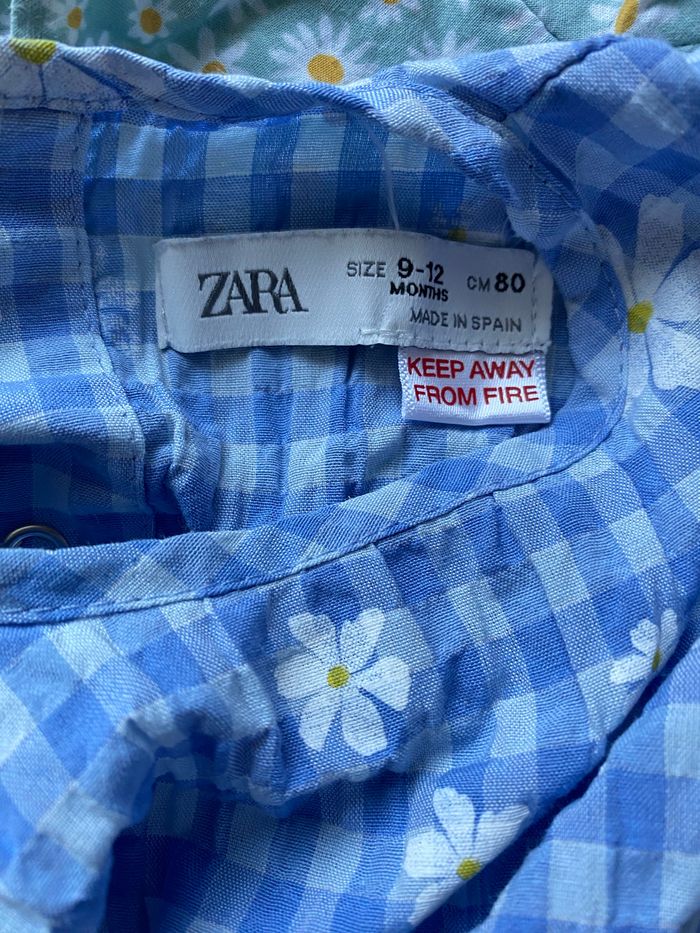 ZARA
SIZE 9-12 MONTHS CM 80
MADE IN SPAIN
KEEP AWAY
FROM FIRE